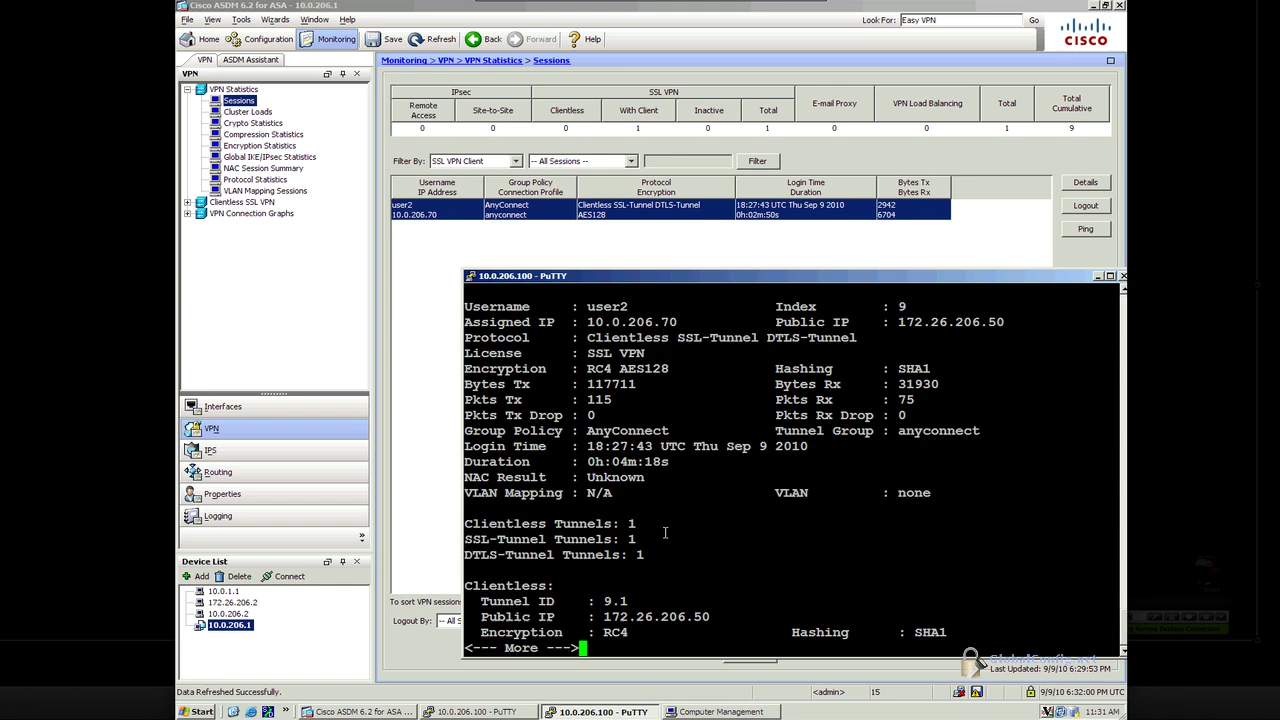 Cisco ASDM 6.2 for ASA - 10.0.206.1
File View Tools Wizards Window Help
Look For: Easy VPN Go
Home Configuration Monitoring Save Refresh Back Forward Help
CISCO
VPN ASDM Assistant
VPN
VPN Statistics
Sessions
Cluster Loads
Crypto Statistics
Compression Statistics
Encryption Statistics
Global IKE/IPsec Statistics
NAC Session Summary
Protocol Statistics
VLAN Mapping Sessions
Clientless SSL VPN
VPN Connection Graphs
Interfaces
VPN
IPS
Routing
Properties
Logging
Device List
Add Delete Connect
10.0.1.1
172.26.206.2
10.0.206.2
10.0.206.1
Monitoring > VPN > VPN Statistics > Sessions
IPsec SSL VPN E-mail Proxy VPN Load Balancing Total Total Cumulative
Remote Access Site-to-Site Clientless With Client Inactive Total
0 0 0 1 0 1 0 0 1 9
Filter By: SSL VPN Client -- All Sessions -- Filter
Username Group Policy Protocol Login Time Bytes Tx
IP Address Connection Profile Encryption Duration Bytes Rx
user2 AnyConnect Clientless SSL-Tunnel DTLS-Tunnel 18:27:43 UTC Thu Sep 9 2010 2942
10.0.206.70 anyconnect AES128 0h:02m:50s 6704
Details
Logout
Ping
10.0.206.100 - PuTTY
Username : user2 Index : 9
Assigned IP : 10.0.206.70 Public IP : 172.26.206.50
Protocol : Clientless SSL-Tunnel DTLS-Tunnel
License : SSL VPN
Encryption : RC4 AES128 Hashing : SHA1
Bytes Tx : 117711 Bytes Rx : 31930
Pkts Tx : 115 Pkts Rx : 75
Pkts Tx Drop : 0 Pkts Rx Drop : 0
Group Policy : AnyConnect Tunnel Group : anyconnect
Login Time : 18:27:43 UTC Thu Sep 9 2010
Duration : 0h:04m:18s
NAC Result : Unknown
VLAN Mapping : N/A VLAN : none
Clientless Tunnels: 1
SSL-Tunnel Tunnels: 1
DTLS-Tunnel Tunnels: 1
Clientless:
Tunnel ID : 9.1
Public IP : 172.26.206.50
Encryption : RC4 Hashing : SHA1
<--- More --->
To sort VPN sessions
Logout By: -- All S
GlobalConfig.net
Last Updated: 9/9/10 6:29:53 PM
Data Refreshed Successfully.
<admin> 15 9/9/10 6:32:00 PM UTC
Start Cisco ASDM 6.2 for ASA ... 10.0.206.100 - PuTTY 10.0.206.100 - PuTTY Computer Management 11:31 AM